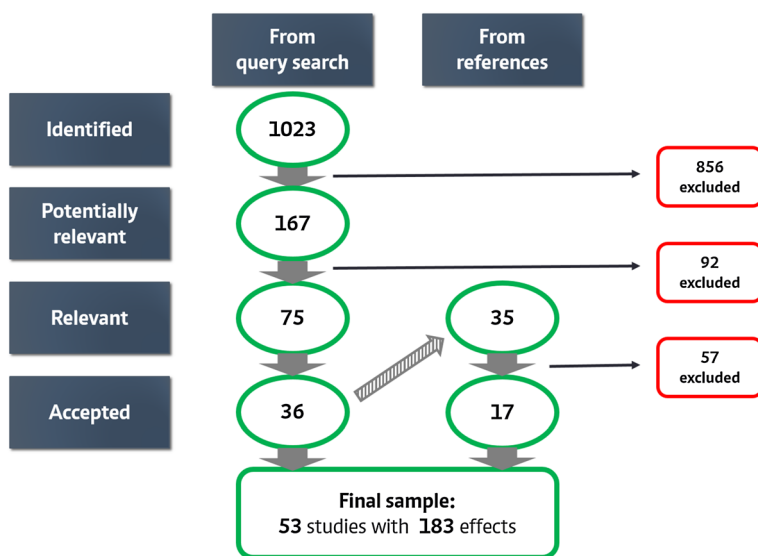 From
query search
From
references
Identified
1023
856
excluded
Potentially
relevant
167
92
excluded
Relevant
75
35
57
excluded
Accepted
36
17
Final sample:
53 studies with 183 effects